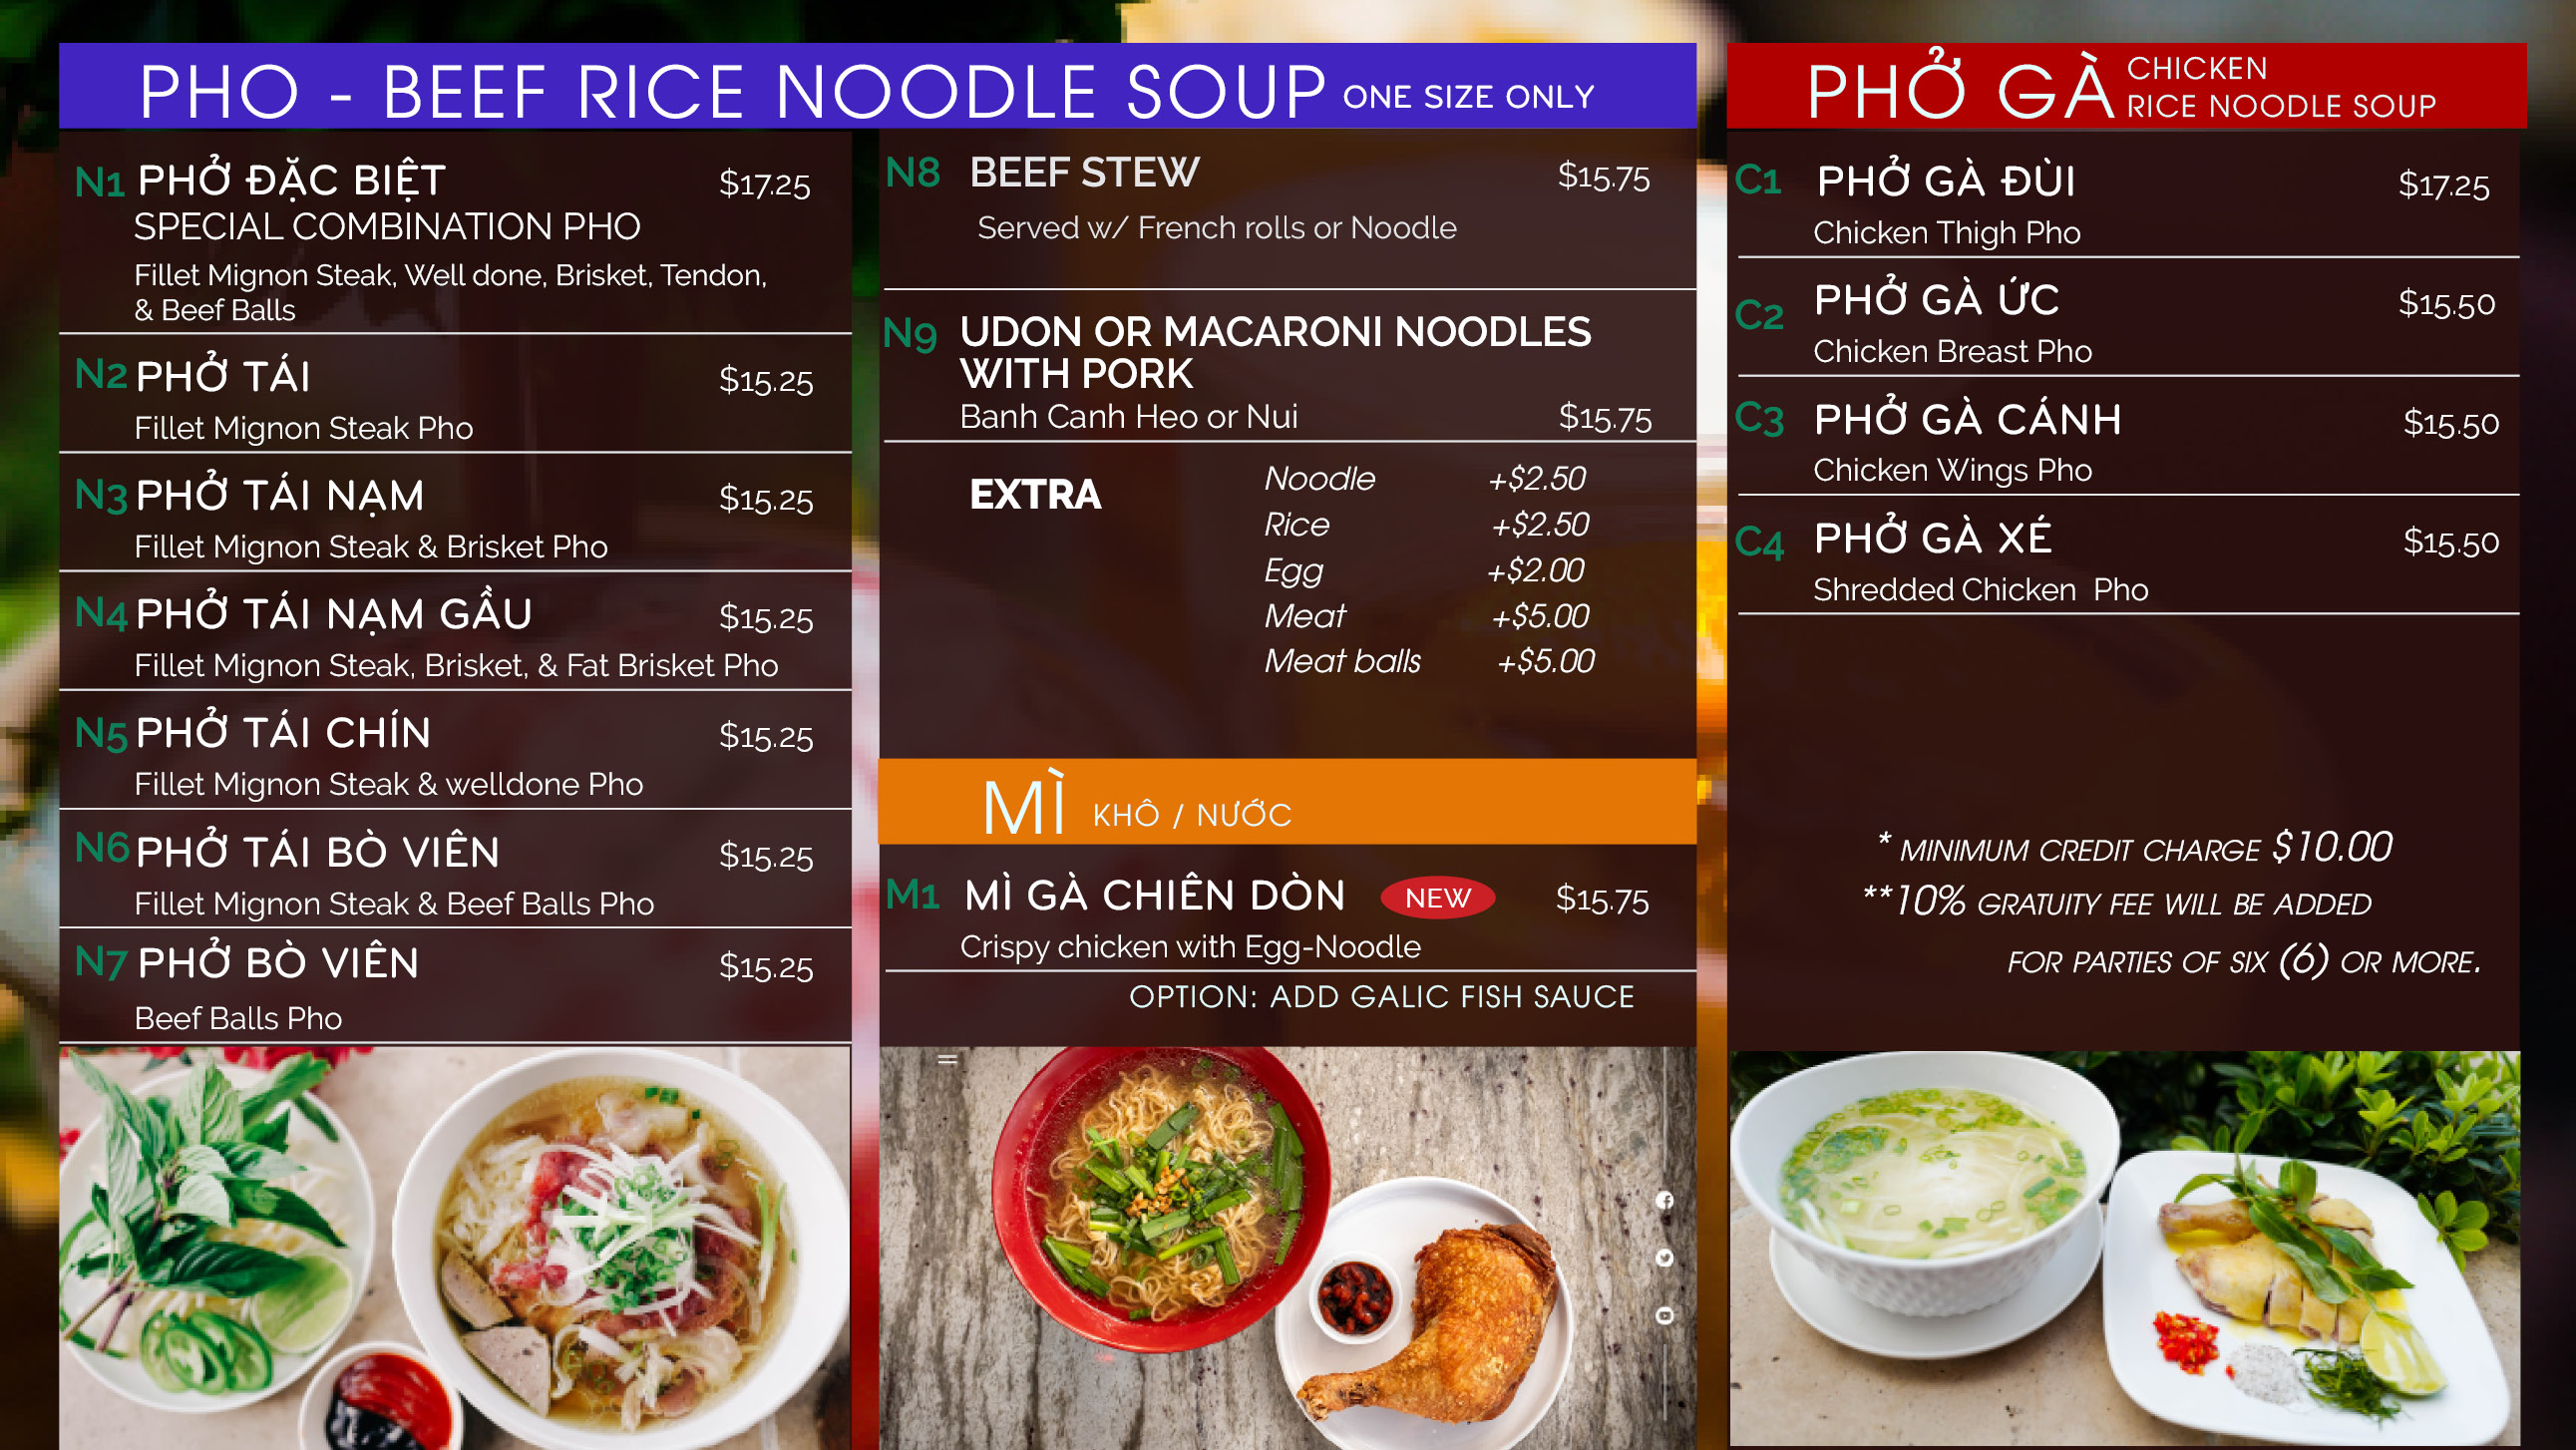 PHO - BEEF RICE NOODLE SOUP ONE SIZE ONLY
N1 PHỞ ĐẶC BIỆT $17.25
SPECIAL COMBINATION PHO
Fillet Mignon Steak, Well done, Brisket, Tendon,
& Beef Balls
N2 PHỞ TÁI $15.25
Fillet Mignon Steak Pho
N3 PHỞ TÁI NẠM $15.25
Fillet Mignon Steak & Brisket Pho
N4 PHỞ TÁI NẠM GẦU $15.25
Fillet Mignon Steak, Brisket, & Fat Brisket Pho
N5 PHỞ TÁI CHÍN $15.25
Fillet Mignon Steak & welldone Pho
N6 PHỞ TÁI BÒ VIÊN $15.25
Fillet Mignon Steak & Beef Balls Pho
N7 PHỞ BÒ VIÊN $15.25
Beef Balls Pho
N8 BEEF STEW $15.75
Served w/ French rolls or Noodle
N9 UDON OR MACARONI NOODLES
WITH PORK
Banh Canh Heo or Nui $15.75
EXTRA
Noodle +$2.50
Rice +$2.50
Egg +$2.00
Meat +$5.00
Meat balls +$5.00
MÌ KHÔ / NƯỚC
M1 MÌ GÀ CHIÊN DÒN NEW $15.75
Crispy chicken with Egg-Noodle
OPTION: ADD GALIC FISH SAUCE
PHỞ GÀ CHICKEN
RICE NOODLE SOUP
C1 PHỞ GÀ ĐÙI $17.25
Chicken Thigh Pho
C2 PHỞ GÀ ỨC $15.50
Chicken Breast Pho
C3 PHỞ GÀ CÁNH $15.50
Chicken Wings Pho
C4 PHỞ GÀ XÉ $15.50
Shredded Chicken Pho
* MINIMUM CREDIT CHARGE $10.00
**10% GRATUITY FEE WILL BE ADDED
FOR PARTIES OF SIX (6) OR MORE.